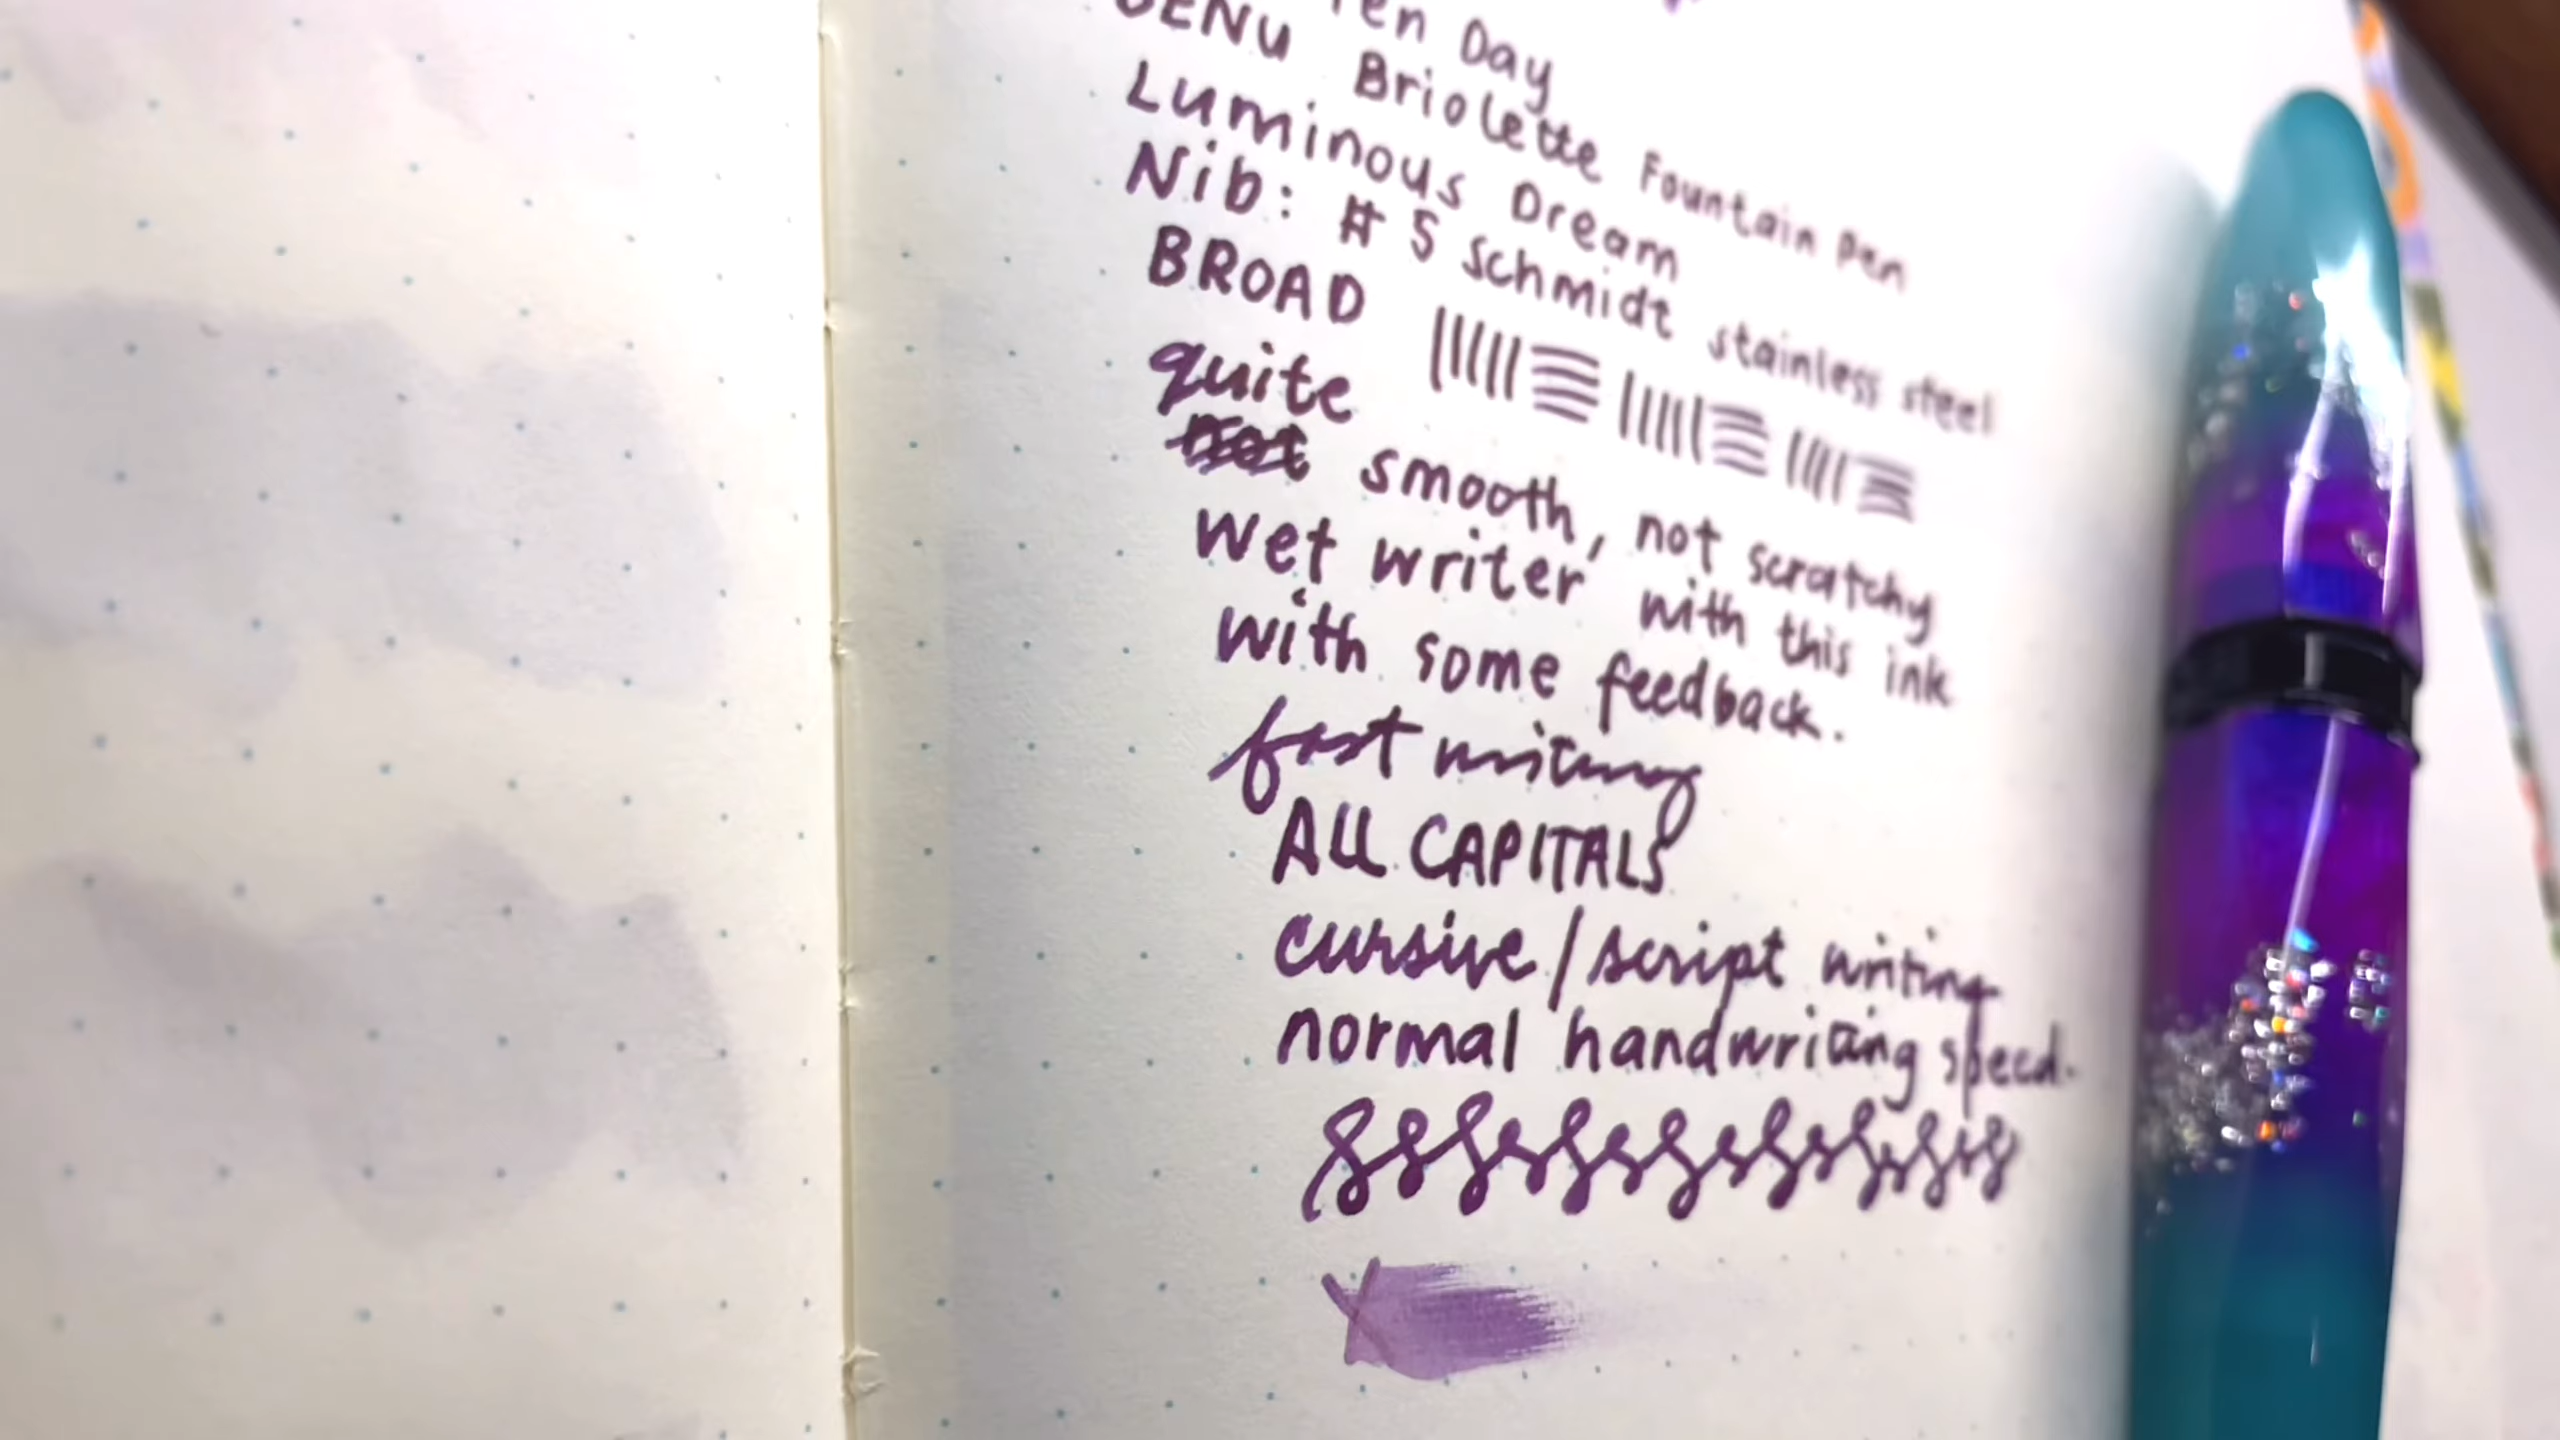 en Day
BENu Briolette Fountain Pen
Luminous Dream
Nib: # 5 Schmidt stainless steel
BROAD
quite
smooth, not scratchy
wet writer with this ink
with some feedback.
fast writing
ALL CAPITALS
cursive/script writing
normal handwriting speed.